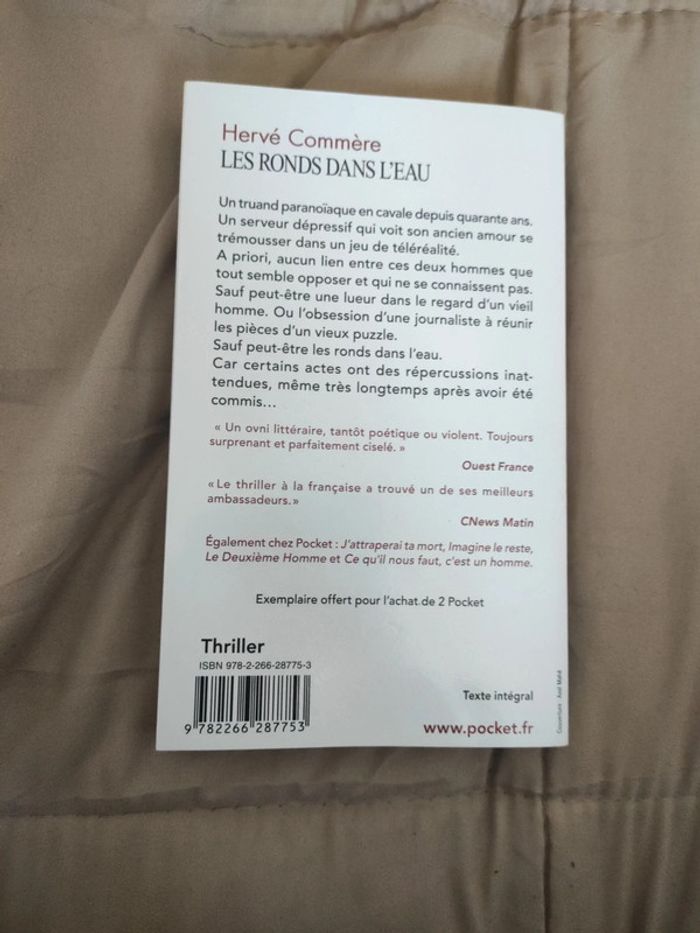 Hervé Commère
LES RONDS DANS L'EAU
Un truand paranoïaque en cavale depuis quarante ans.
Un serveur dépressif qui voit son ancien amour se
trémousser dans un jeu de téléréalité.
A priori, aucun lien entre ces deux hommes que
tout semble opposer et qui ne se connaissent pas.
Sauf peut-être une lueur dans le regard d'un vieil
homme. Ou l'obsession d'une journaliste à réunir
les pièces d'un vieux puzzle.
Sauf peut-être les ronds dans l'eau.
Car certains actes ont des répercussions inat-
tendues, même très longtemps après avoir été
commis…
« Un ovni littéraire, tantôt poétique ou violent. Toujours
surprenant et parfaitement ciselé. »
Ouest France
« Le thriller à la française a trouvé un de ses meilleurs
ambassadeurs. »
CNews Matin
Également chez Pocket : J'attraperai ta mort, Imagine le reste,
Le Deuxième Homme et Ce qu'il nous faut, c'est un homme.
Exemplaire offert pour l'achat de 2 Pocket
Thriller
ISBN 978-2-266-28775-3
9 782266 287753
Texte intégral
www.pocket.fr
Couverture : Axel Mahé